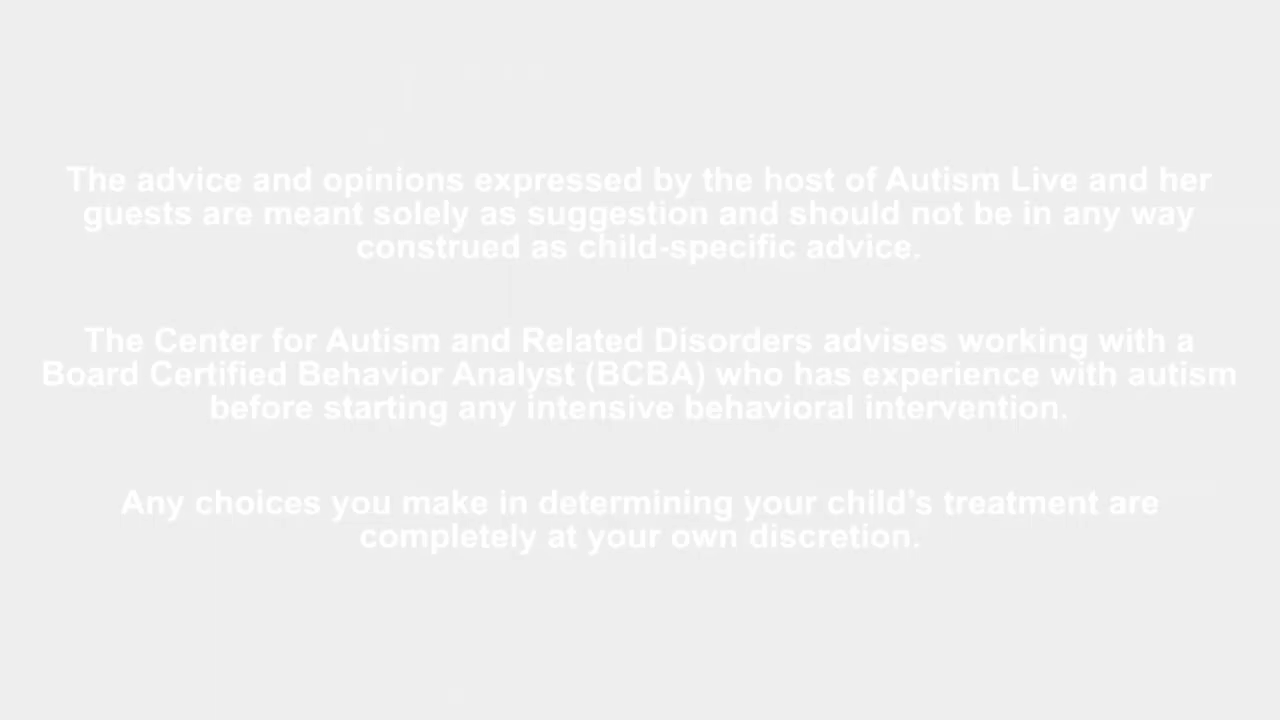 The advice and opinions expressed by the host of Autism Live and her
guests are meant solely as suggestion and should not be in any way
construed as child-specific advice.
The Center for Autism and Related Disorders advises working with a
Board Certified Behavior Analyst (BCBA) who has experience with autism
before starting any intensive behavioral intervention.
Any choices you make in determining your child’s treatment are
completely at your own discretion.